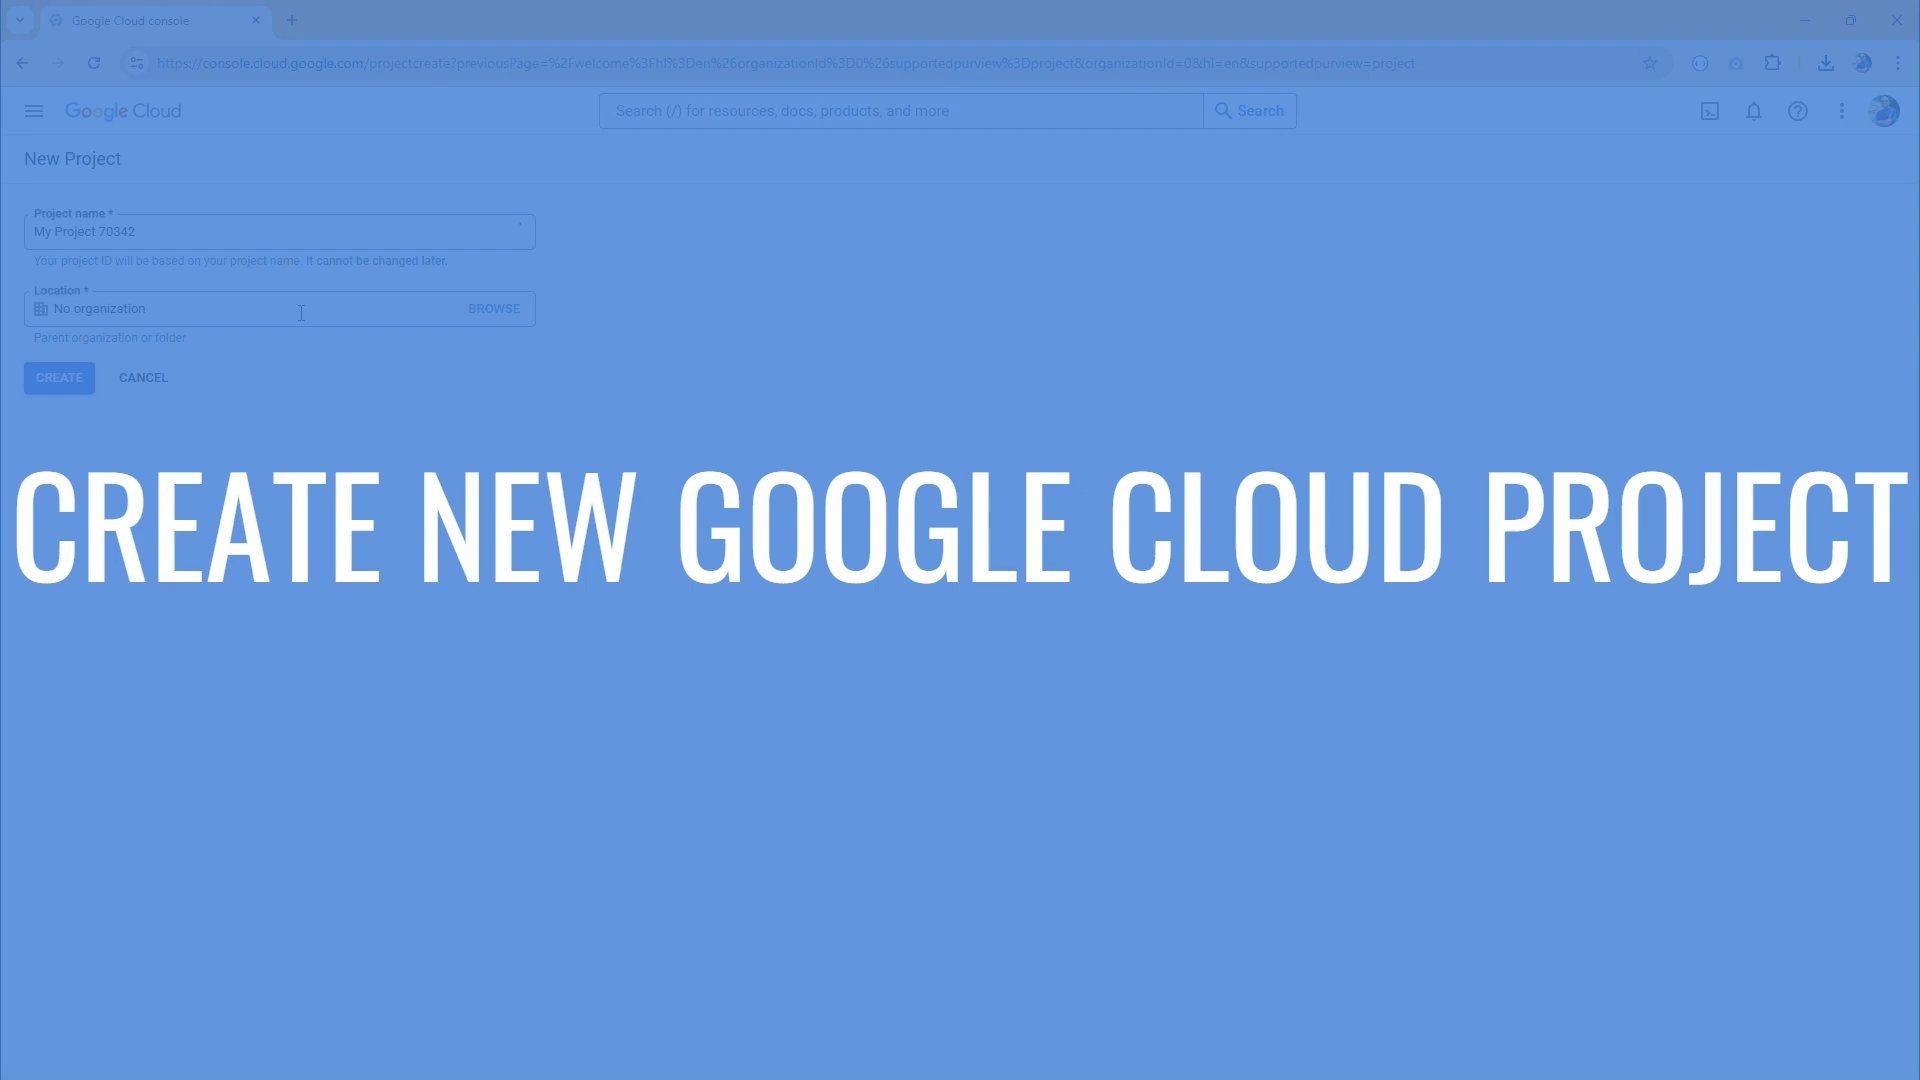 Google Cloud console
https://console.cloud.google.com/projectcreate?previousPage=%2Fwelcome%3Fhl%3Den%26organizationId%3D0%26supportedpurview%3Dproject&organizationId=0&hl=en&supportedpurview=project
Google Cloud
Search (/) for resources, docs, products, and more
Search
New Project
Project name *
My Project 70342
Your project ID will be based on your project name. It cannot be changed later.
Location *
No organization
BROWSE
Parent organization or folder
CREATE
CANCEL
CREATE NEW GOOGLE CLOUD PROJECT